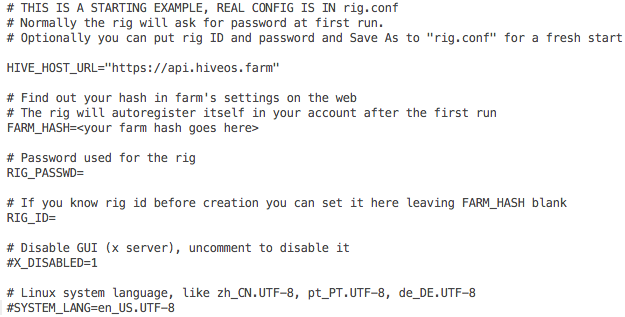 # THIS IS A STARTING EXAMPLE, REAL CONFIG IS IN rig.conf
# Normally the rig will ask for password at first run.
# Optionally you can put rig ID and password and Save As to "rig.conf" for a fresh start
HIVE_HOST_URL="https://api.hiveos.farm"
# Find out your hash in farm's settings on the web
# The rig will autoregister itself in your account after the first run
FARM_HASH=<your farm hash goes here>
# Password used for the rig
RIG_PASSWD=
# If you know rig id before creation you can set it here leaving FARM_HASH blank
RIG_ID=
# Disable GUI (x server), uncomment to disable it
#X_DISABLED=1
# Linux system language, like zh_CN.UTF-8, pt_PT.UTF-8, de_DE.UTF-8
#SYSTEM_LANG=en_US.UTF-8